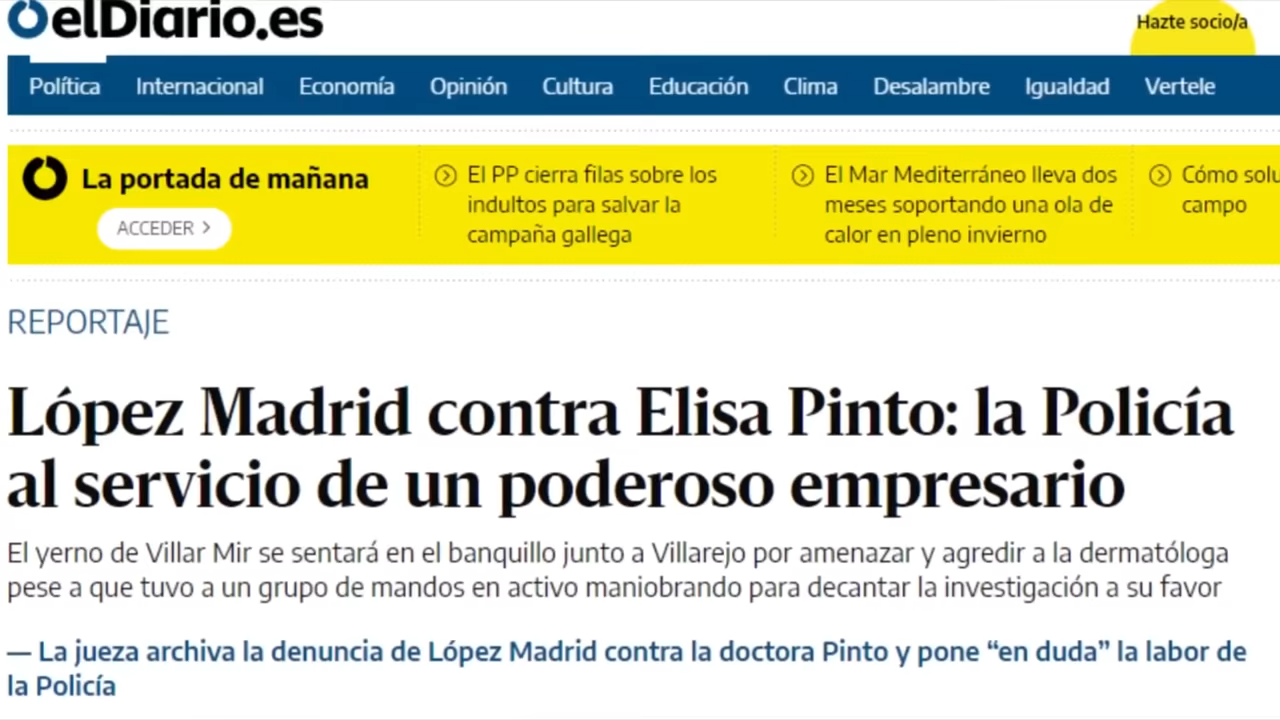 elDiario.es
Hazte socio/a
Política Internacional Economía Opinión Cultura Educación Clima Desalambre Igualdad Vertele
La portada de mañana
ACCEDER
El PP cierra filas sobre los
indultos para salvar la
campaña gallega
El Mar Mediterráneo lleva dos
meses soportando una ola de
calor en pleno invierno
Cómo solu
campo
REPORTAJE
López Madrid contra Elisa Pinto: la Policía
al servicio de un poderoso empresario
El yerno de Villar Mir se sentará en el banquillo junto a Villarejo por amenazar y agredir a la dermatóloga
pese a que tuvo a un grupo de mandos en activo maniobrando para decantar la investigación a su favor
— La jueza archiva la denuncia de López Madrid contra la doctora Pinto y pone “en duda” la labor de
la Policía